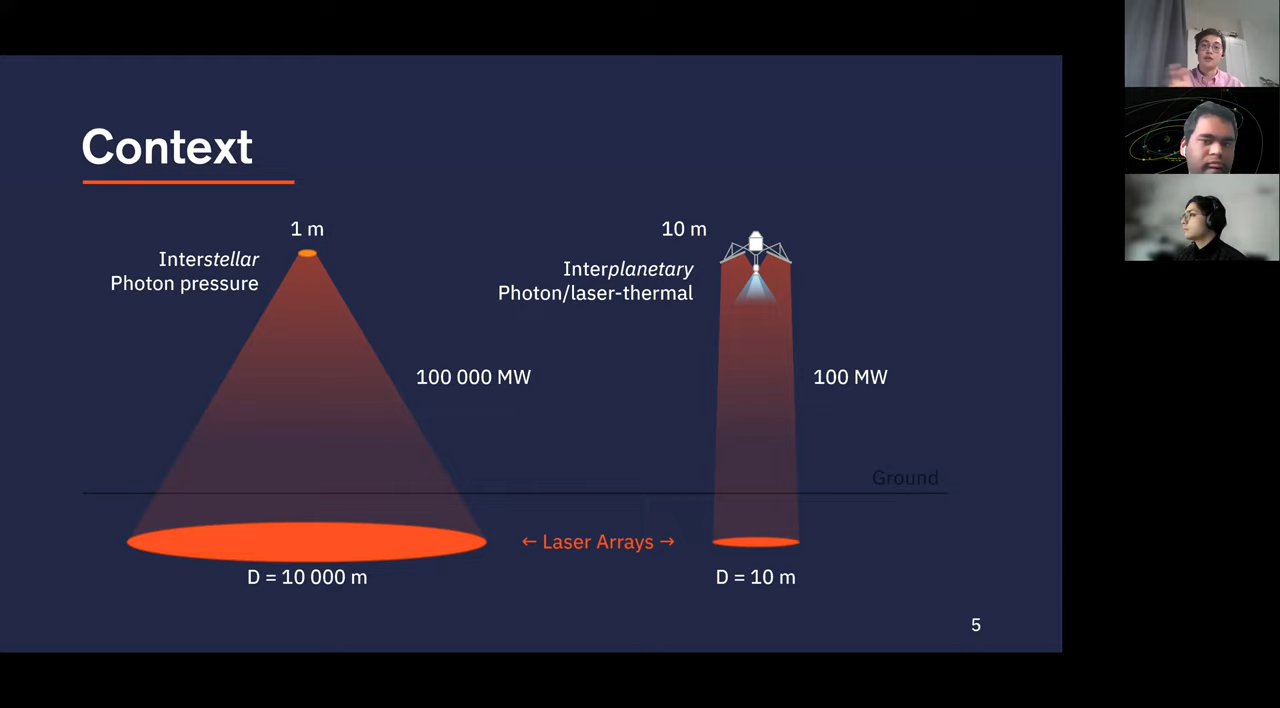 Context
1 m
Interstellar
Photon pressure
100 000 MW
D = 10 000 m
10 m
Interplanetary
Photon/laser-thermal
100 MW
Ground
← Laser Arrays →
D = 10 m
5